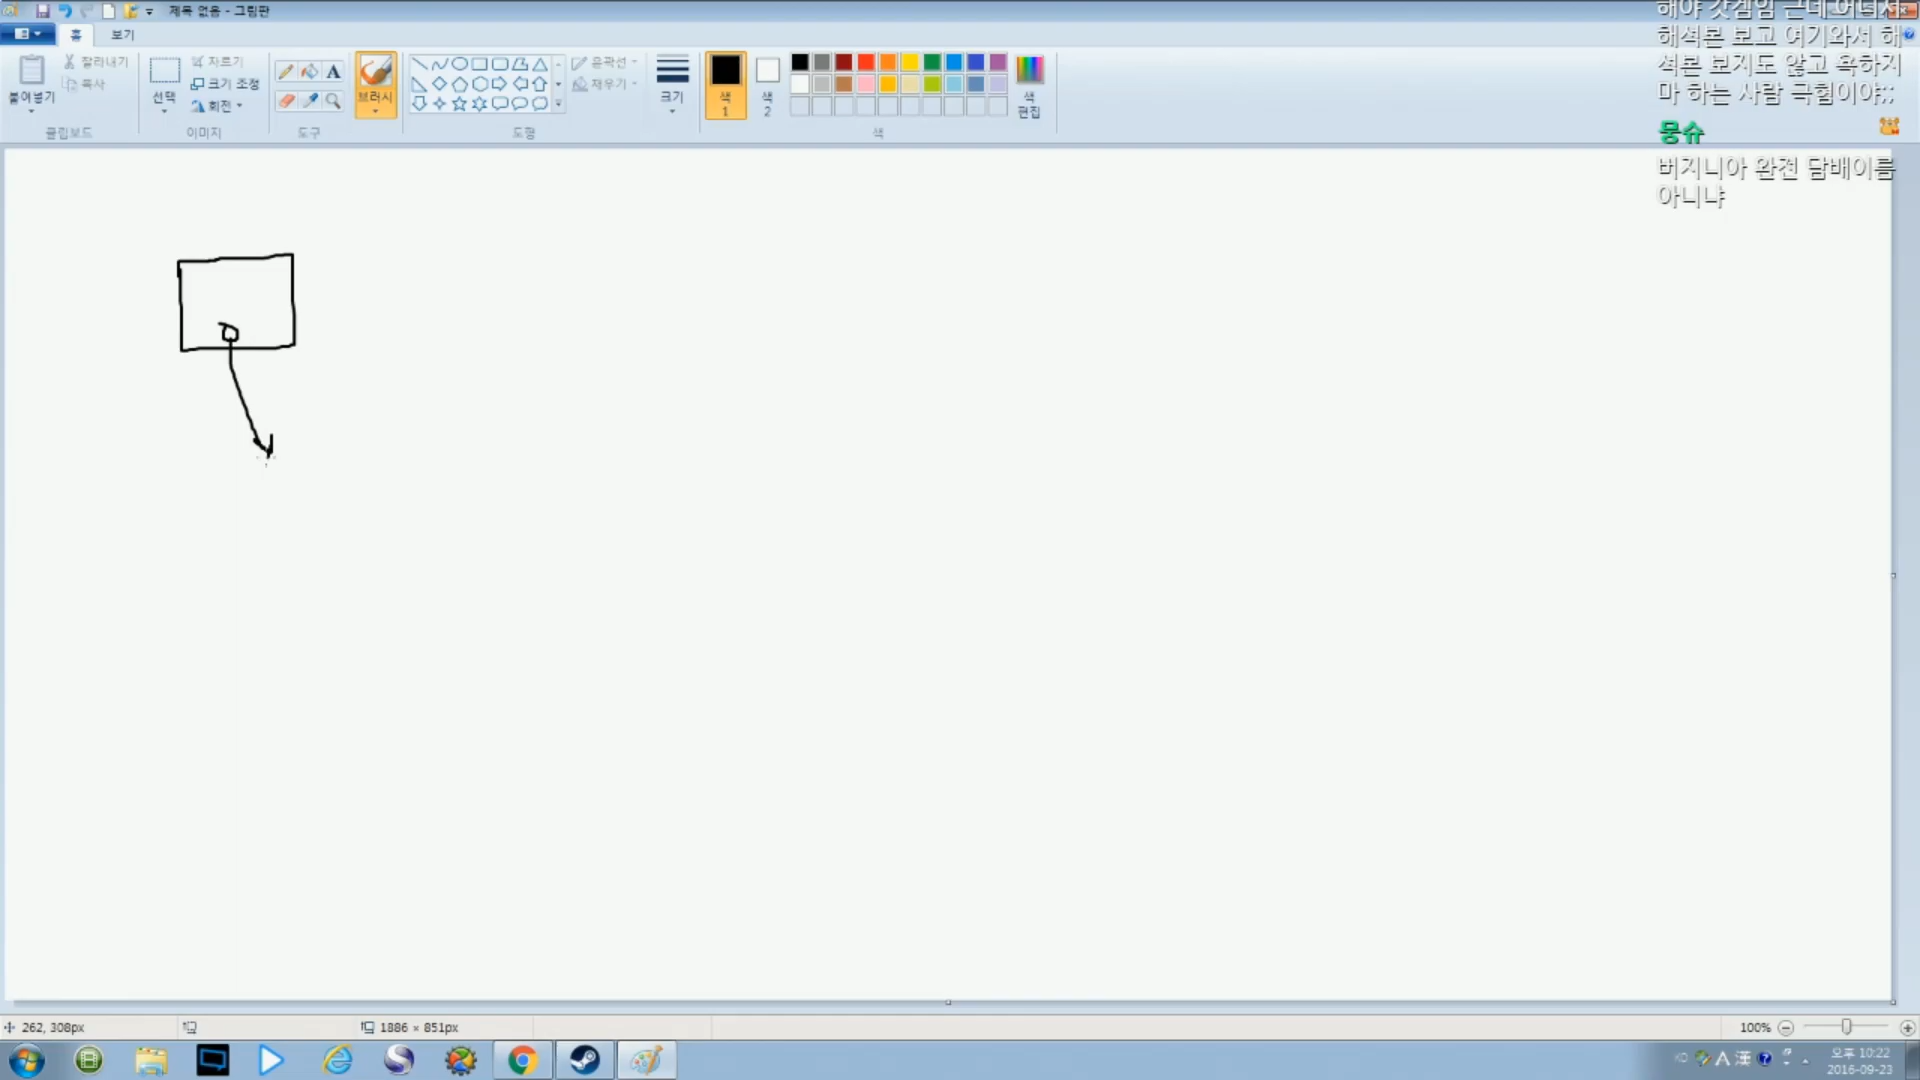 제목 없음 - 그림판
해야 갓겜임 근데 어디서
홈
보기
해석본 보고 여기와서 해
석본 보지도 않고 욕하지
마 하는 사람 극혐이야;;
붙여넣기
잘라내기
복사
클립보드
선택
자르기
크기 조정
회전
이미지
A
도구
브러시
도형
윤곽선
채우기
크기
색
1
색
2
색
색
편집
뭉슈
버지니아 완전 담배이름
아니냐
262, 308px
1886 × 851px
100%
A 漢
오후 10:22
2016-09-23